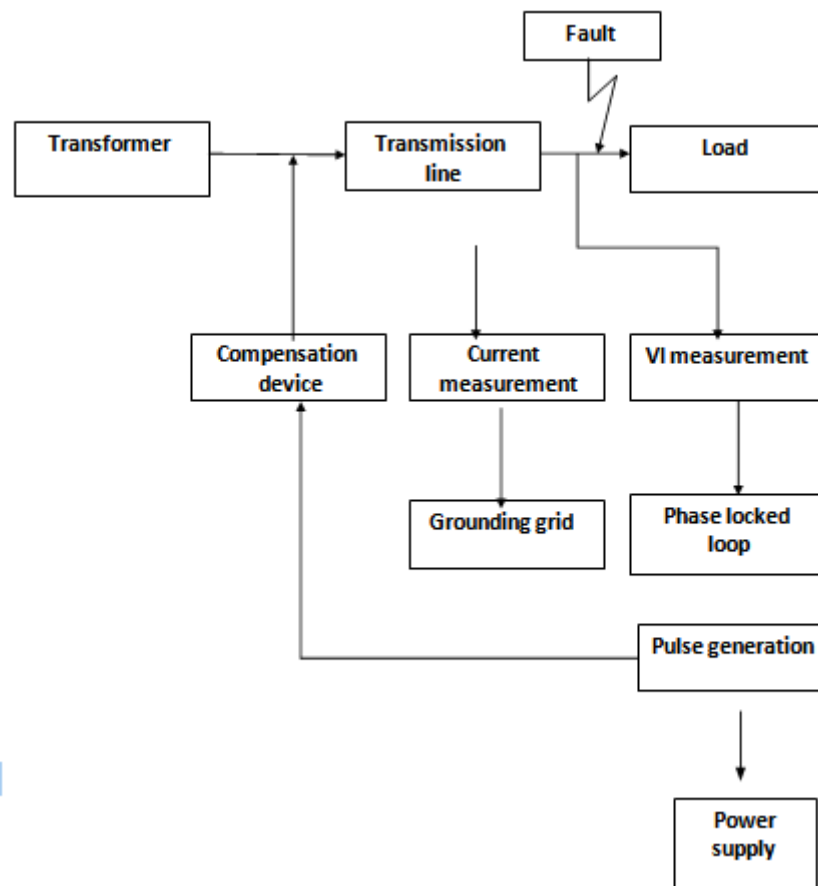 Fault
Transformer
Transmission
line
Load
Compensation
device
Current
measurement
VI measurement
Grounding grid
Phase locked
loop
Pulse generation
Power
supply